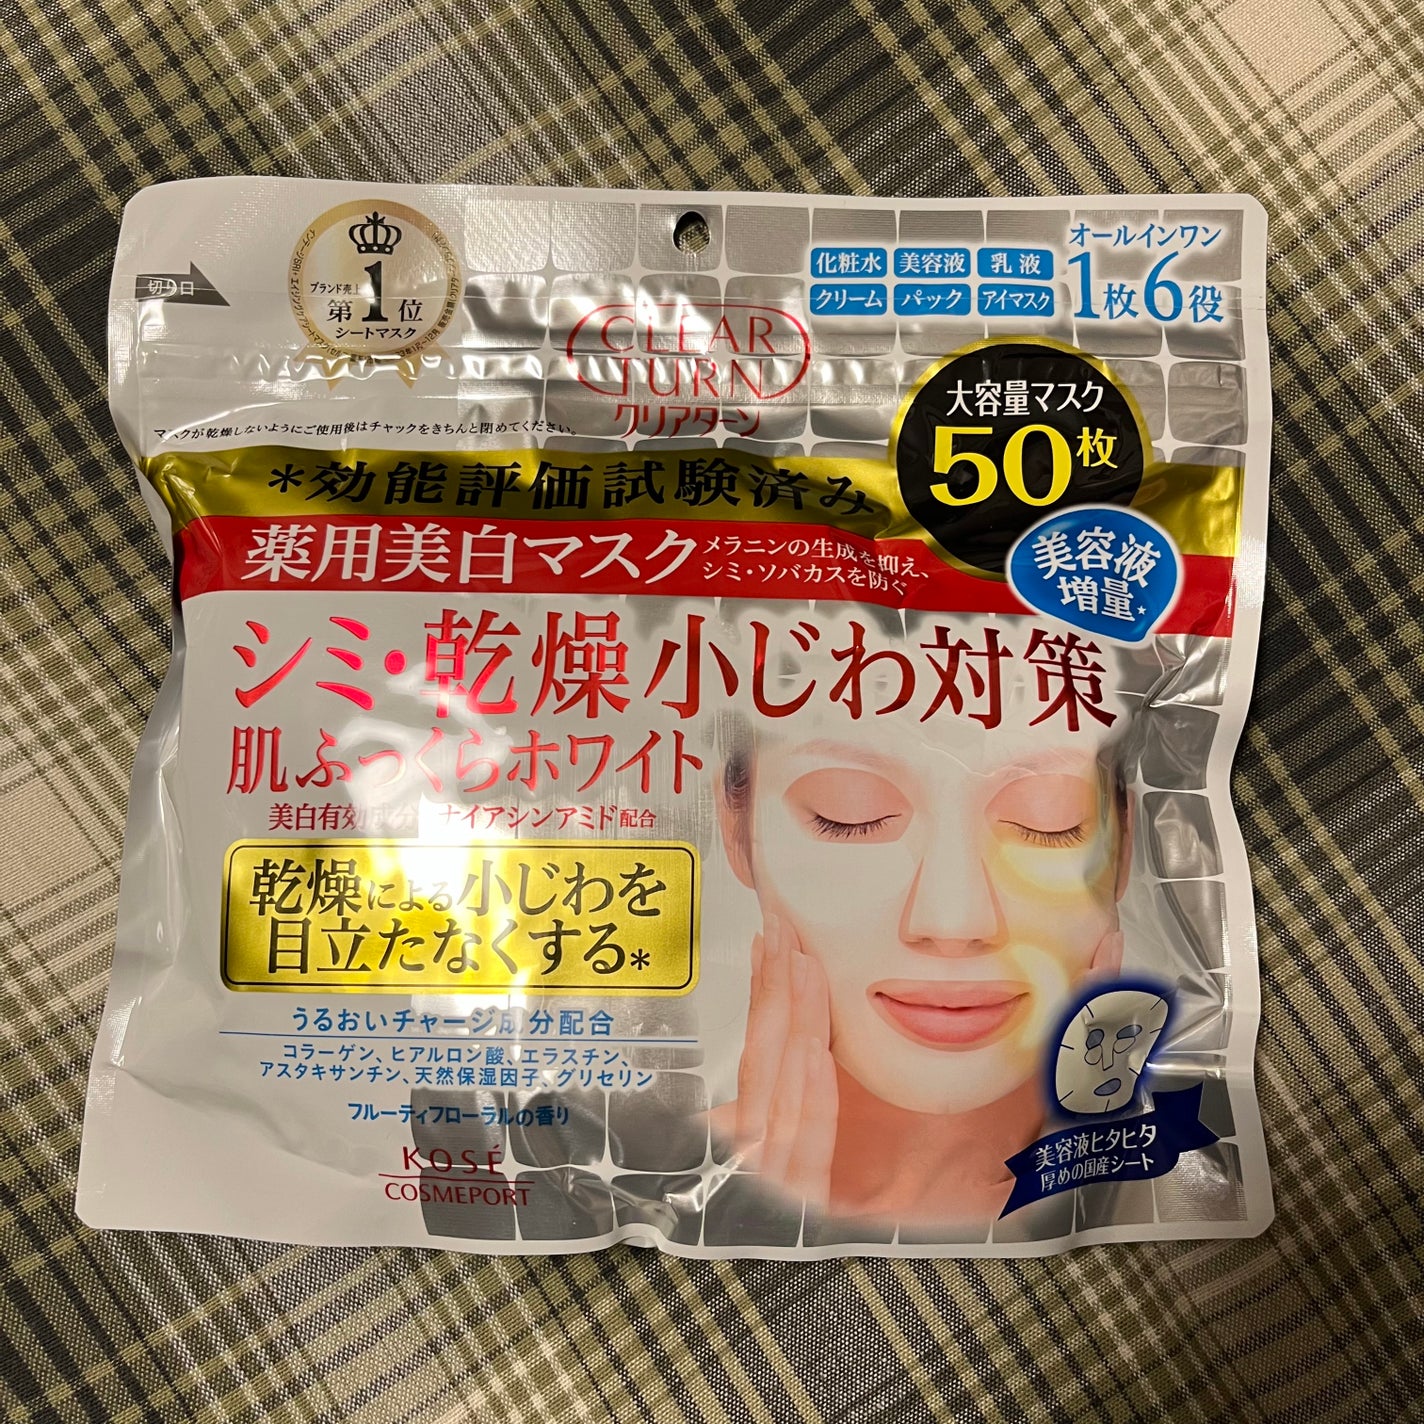 切り口
ブランド売上
第1位
シートマスク
CLEAR
TURN
クリアターン
化粧水 美容液 乳液
クリーム パック アイマスク
オールインワン
1枚6役
マスクが乾燥しないようにご使用後はチャックをきちんと閉めてください。
大容量マスク
50枚
美容液
増量★
*効能評価試験済み
薬用美白マスク
メラニンの生成を抑え、
シミ・ソバカスを防ぐ
シミ・乾燥小じわ対策
肌ふっくらホワイト
美白有効成分 ナイアシンアミド配合
乾燥による小じわを
目立たなくする*
うるおいチャージ成分配合
コラーゲン、ヒアルロン酸、エラスチン、
アスタキサンチン、天然保湿因子、グリセリン
フルーティフローラルの香り
KOSÉ
COSMEPORT
美容液ヒタヒタ
厚めの国産シート